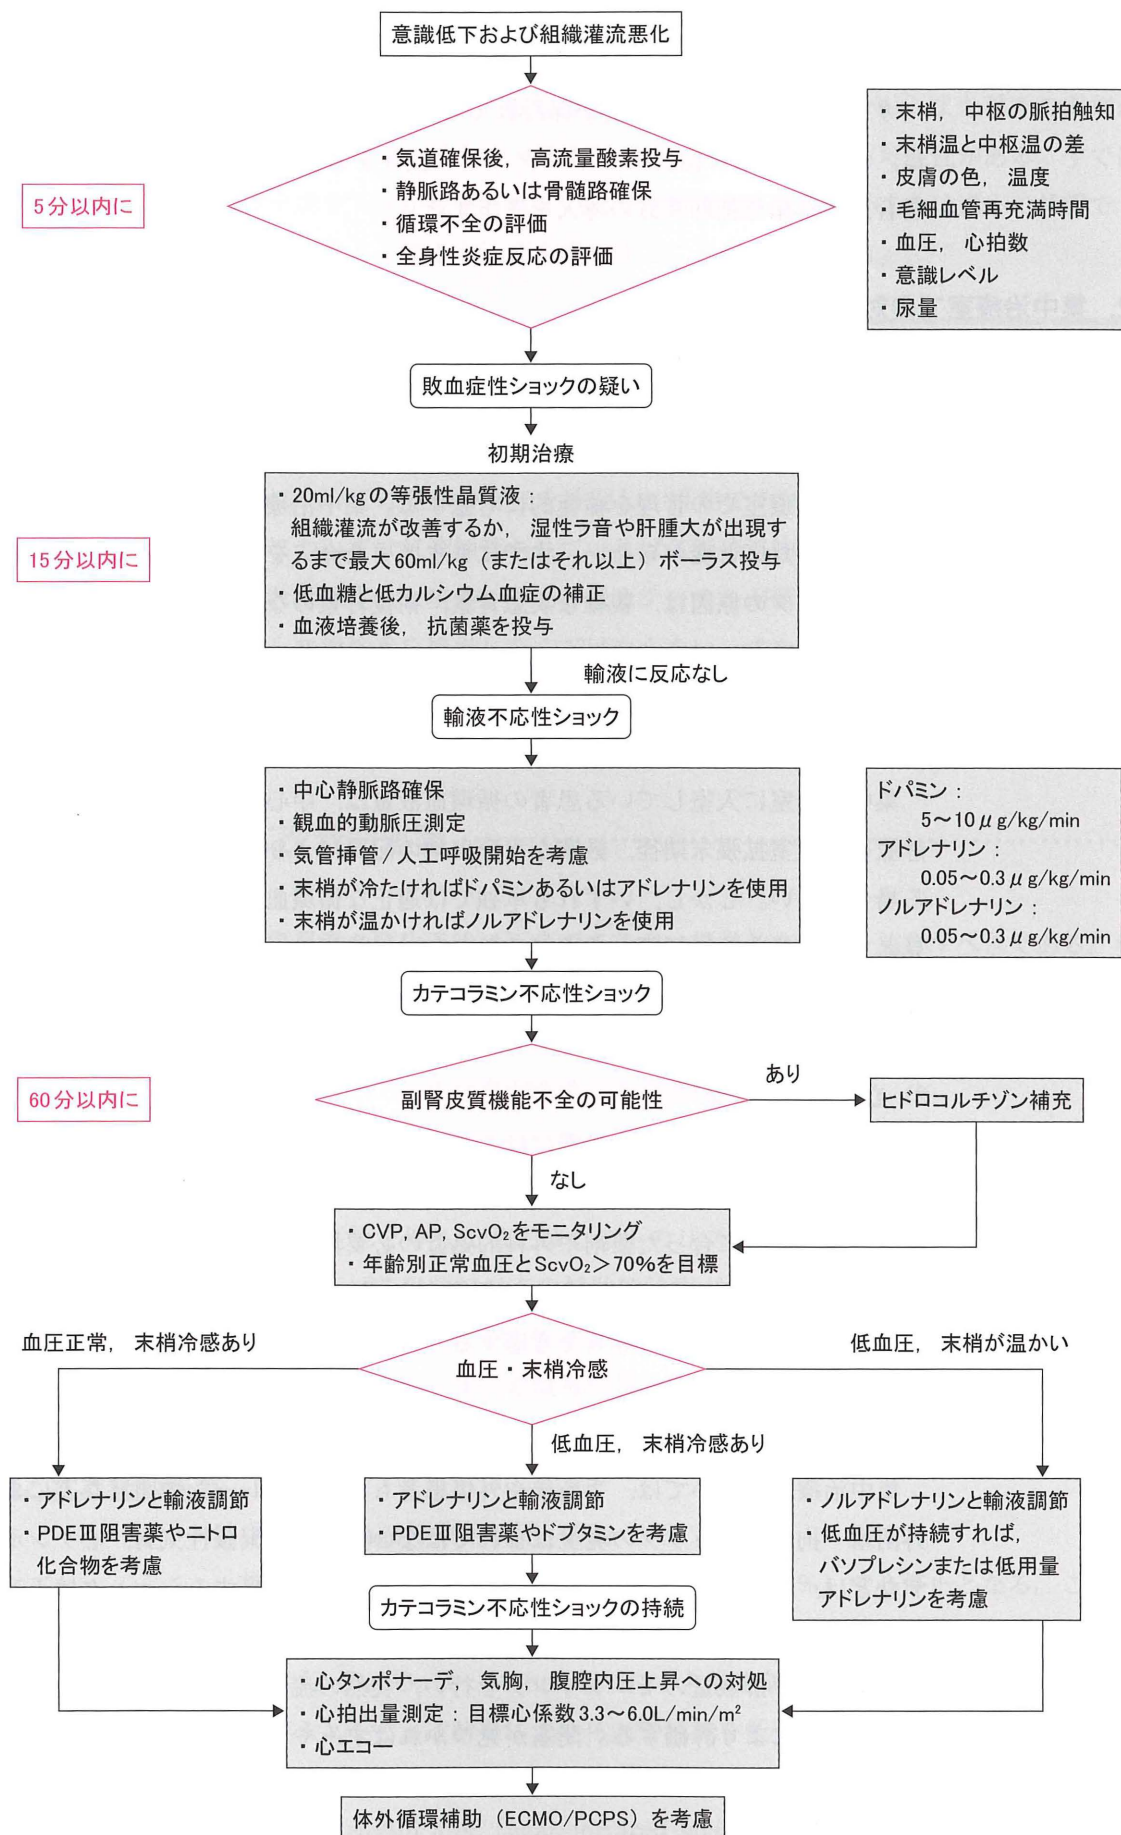 意識低下および組織灌流悪化
5分以内に
・気道確保後，高流量酸素投与
・静脈路あるいは骨髄路確保
・循環不全の評価
・全身性炎症反応の評価
・末梢，中枢の脈拍触知
・末梢温と中枢温の差
・皮膚の色，温度
・毛細血管再充満時間
・血圧，心拍数
・意識レベル
・尿量
敗血症性ショックの疑い
初期治療
15分以内に
・20ml/kgの等張性晶質液：
組織灌流が改善するか，湿性ラ音や肝腫大が出現す
るまで最大60ml/kg（またはそれ以上）ボーラス投与
・低血糖と低カルシウム血症の補正
・血液培養後，抗菌薬を投与
輸液に反応なし
輸液不応性ショック
・中心静脈路確保
・観血的動脈圧測定
・気管挿管/人工呼吸開始を考慮
・末梢が冷たければドパミンあるいはアドレナリンを使用
・末梢が温かければノルアドレナリンを使用
ドパミン：
5～10μg/kg/min
アドレナリン：
0.05～0.3μg/kg/min
ノルアドレナリン：
0.05～0.3μg/kg/min
カテコラミン不応性ショック
60分以内に
副腎皮質機能不全の可能性
あり
ヒドロコルチゾン補充
なし
・CVP, AP, ScvO₂をモニタリング
・年齢別正常血圧とScvO₂＞70%を目標
血圧正常，末梢冷感あり
血圧・末梢冷感
低血圧，末梢が温かい
低血圧，末梢冷感あり
・アドレナリンと輸液調節
・PDEⅢ阻害薬やニトロ
化合物を考慮
・アドレナリンと輸液調節
・PDEⅢ阻害薬やドブタミンを考慮
・ノルアドレナリンと輸液調節
・低血圧が持続すれば，
バソプレシンまたは低用量
アドレナリンを考慮
カテコラミン不応性ショックの持続
・心タンポナーデ，気胸，腹腔内圧上昇への対処
・心拍出量測定：目標心係数3.3～6.0L/min/m²
・心エコー
体外循環補助（ECMO/PCPS）を考慮